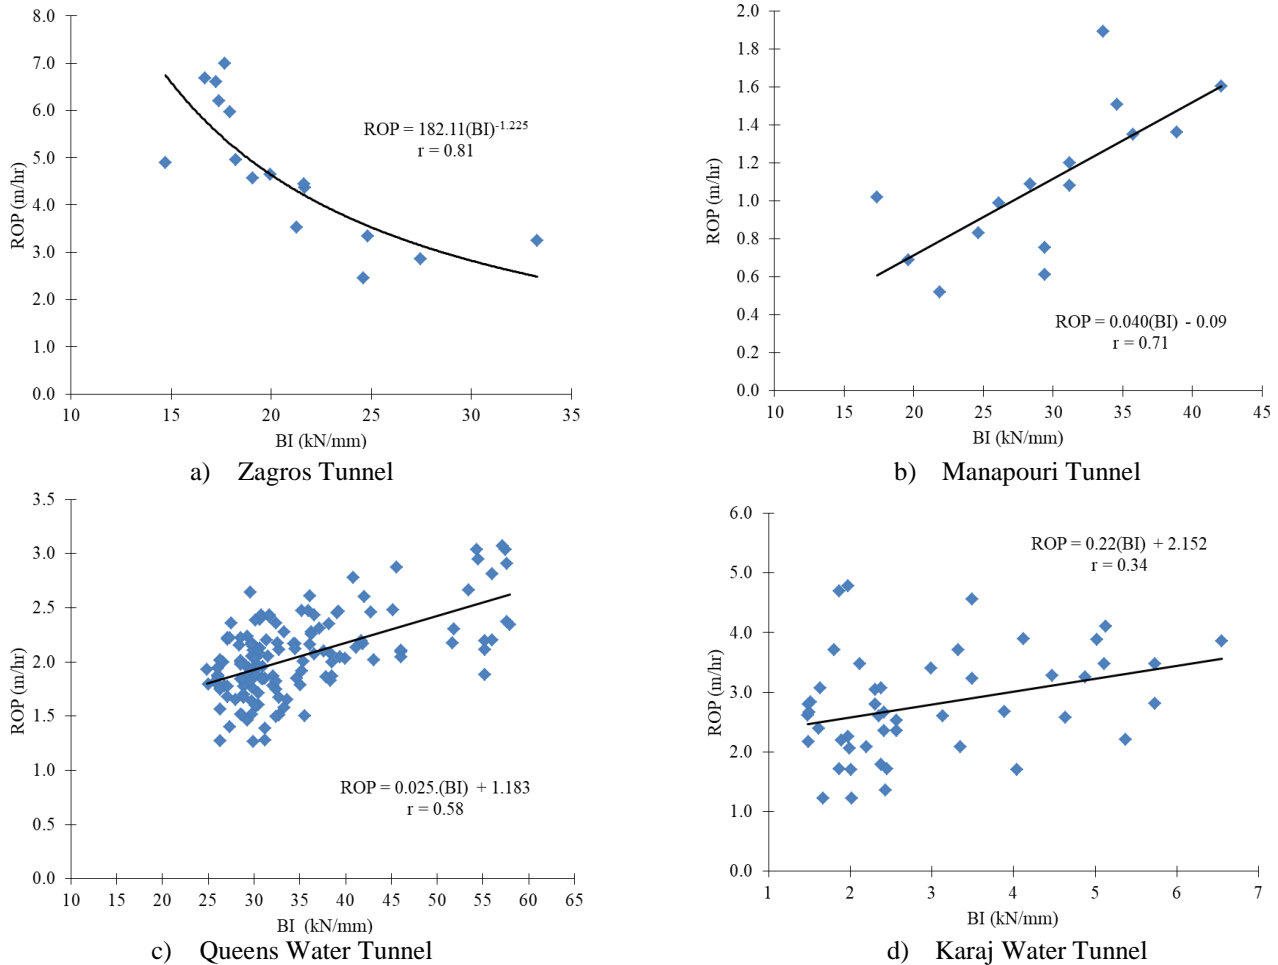 8.0
7.0
6.0
5.0
4.0
3.0
2.0
1.0
0.0
ROP (m/hr)
ROP = 182.11(BI)-1.225
r = 0.81
10 15 20 25 30 35
BI (kN/mm)
a) Zagros Tunnel
2.0
1.8
1.6
1.4
1.2
1.0
0.8
0.6
0.4
0.2
0.0
ROP (m/hr)
ROP = 0.040(BI) - 0.09
r = 0.71
10 15 20 25 30 35 40 45
BI (kN/mm)
b) Manapouri Tunnel
3.5
3.0
2.5
2.0
1.5
1.0
0.5
0.0
ROP (m/hr)
ROP = 0.025.(BI) + 1.183
r = 0.58
10 15 20 25 30 35 40 45 50 55 60 65
BI (kN/mm)
c) Queens Water Tunnel
6.0
5.0
4.0
3.0
2.0
1.0
0.0
ROP (m/hr)
ROP = 0.22(BI) + 2.152
r = 0.34
1 2 3 4 5 6 7
BI (kN/mm)
d) Karaj Water Tunnel